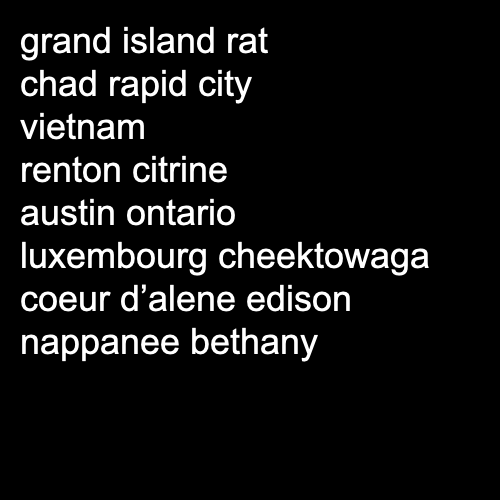 grand island rat
chad rapid city
vietnam
renton citrine
austin ontario
luxembourg cheektowaga
coeur d’alene edison
nappanee bethany